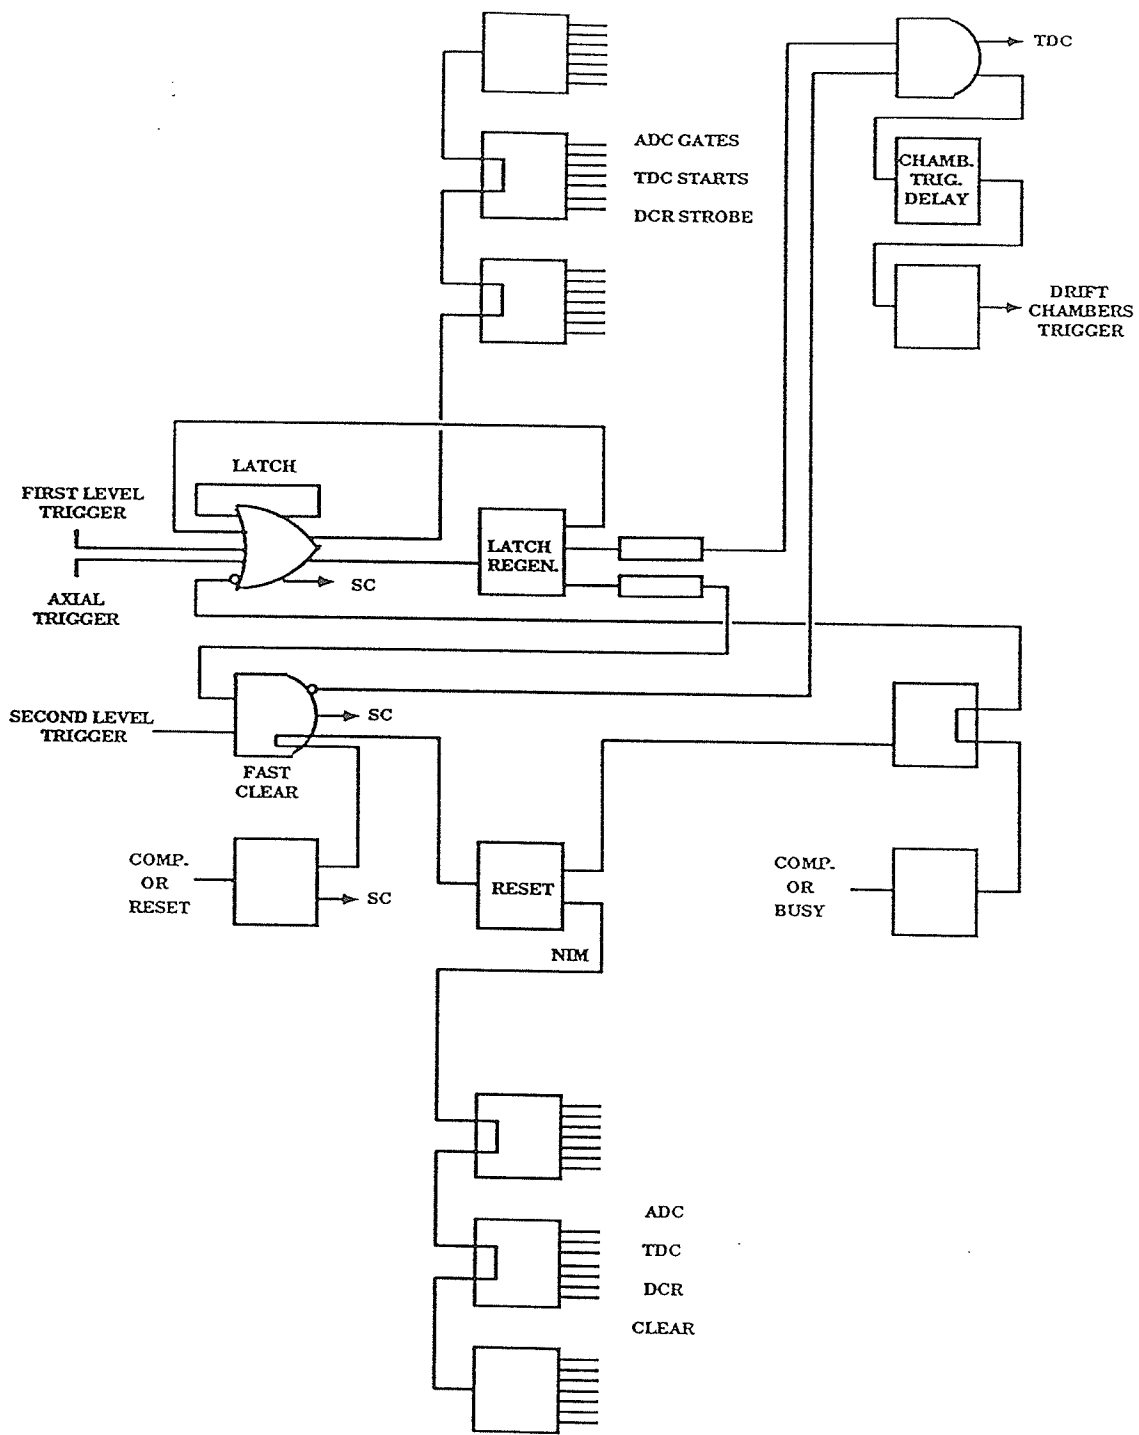 TDC
ADC GATES
TDC STARTS
DCR STROBE
CHAMB.
TRIG.
DELAY
DRIFT
CHAMBERS
TRIGGER
LATCH
FIRST LEVEL
TRIGGER
LATCH
REGEN.
SC
AXIAL
TRIGGER
SECOND LEVEL
TRIGGER
SC
FAST
CLEAR
COMP.
OR
RESET
SC
RESET
COMP.
OR
BUSY
NIM
ADC
TDC
DCR
CLEAR